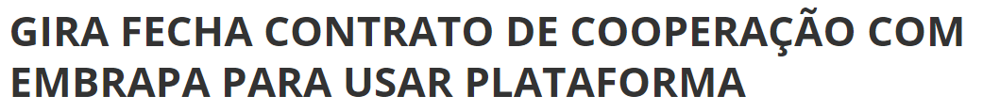 GIRA FECHA CONTRATO DE COOPERAÇÃO COM
EMBRAPA PARA USAR PLATAFORMA